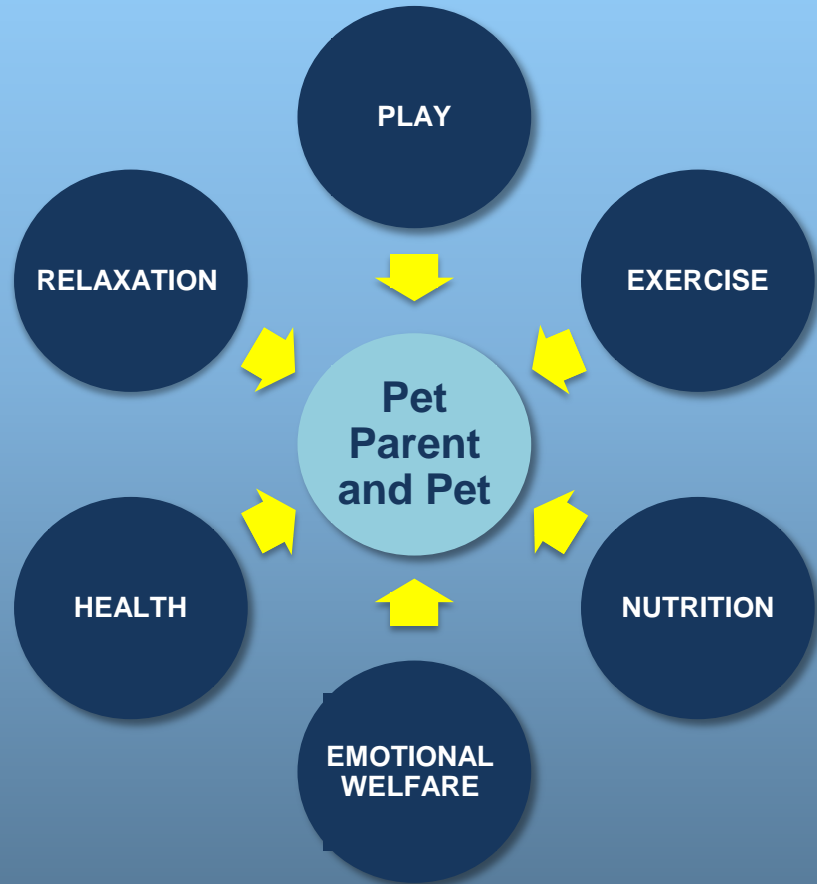 PLAY
RELAXATION
EXERCISE
Pet
Parent
and Pet
HEALTH
NUTRITION
EMOTIONAL
WELFARE